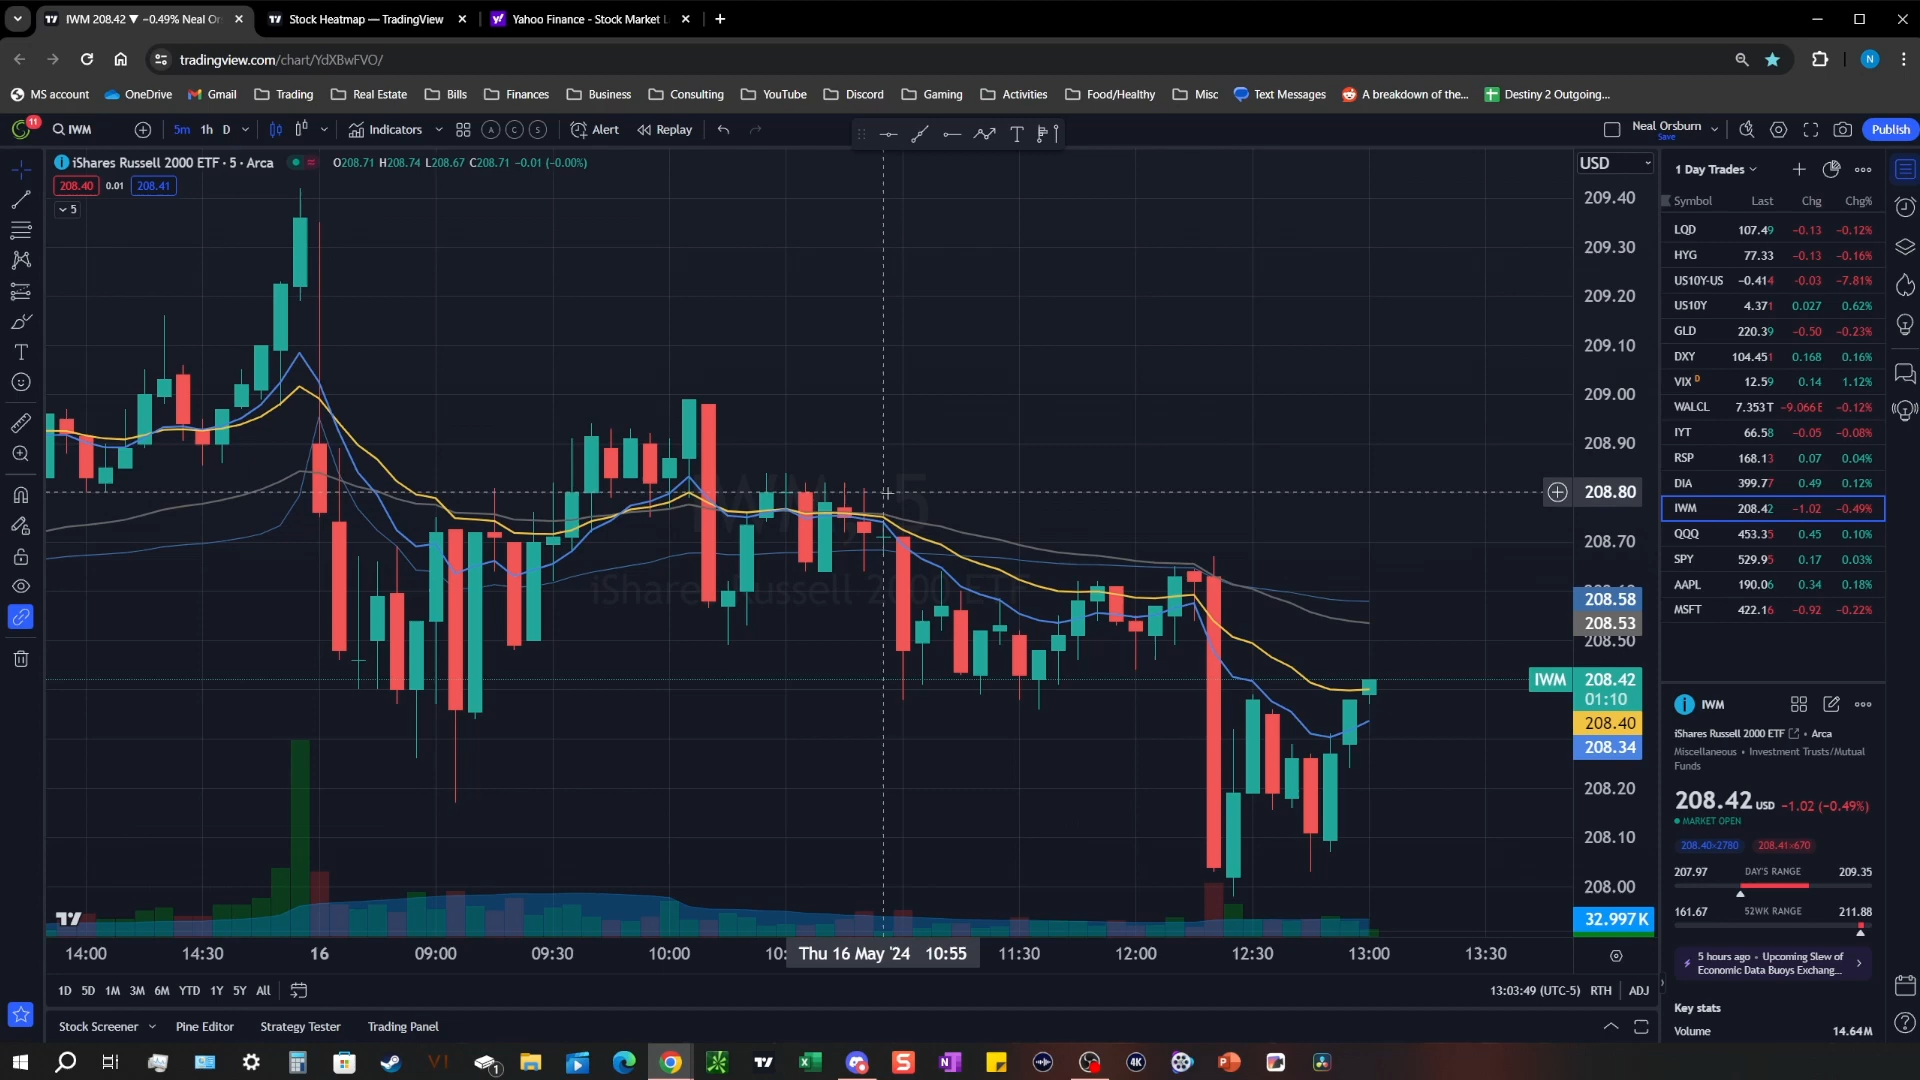 IWM 208.42 ▼ −0.49% Neal Or
Stock Heatmap — TradingView
Yahoo Finance - Stock Market L
tradingview.com/chart/YdXBwFVO/
N
MS account
OneDrive
Gmail
Trading
Real Estate
Bills
Finances
Business
Consulting
YouTube
Discord
Gaming
Activities
Food/Healthy
Misc
Text Messages
A breakdown of the...
Destiny 2 Outgoing...
11
IWM
5m 1h D
Indicators
A C S
Alert
Replay
Neal Orsburn
Save
Publish
iShares Russell 2000 ETF · 5 · Arca
O208.71 H208.74 L208.67 C208.71 −0.01 (−0.00%)
208.40 0.01 208.41
5
IWM, 5
iShares Russell 2000 ETF
USD
209.40
209.30
209.20
209.10
209.00
208.90
208.80
208.70
208.58
208.53
208.50
IWM 208.42
01:10
208.40
208.34
208.20
208.10
208.00
32.997K
14:00 14:30 16 09:00 09:30 10:00 Thu 16 May '24 10:55 11:30 12:00 12:30 13:00 13:30
1D 5D 1M 3M 6M YTD 1Y 5Y All
13:03:49 (UTC-5) RTH ADJ
Stock Screener
Pine Editor
Strategy Tester
Trading Panel
1 Day Trades
Symbol Last Chg Chg%
LQD 107.49 −0.13 −0.12%
HYG 77.33 −0.13 −0.16%
US10Y-US −0.414 −0.03 −7.81%
US10Y 4.371 0.027 0.62%
GLD 220.39 −0.50 −0.23%
DXY 104.451 0.168 0.16%
VIX D 12.59 0.14 1.12%
WALCL 7.353T −9.066E −0.12%
IYT 66.58 −0.05 −0.08%
RSP 168.13 0.07 0.04%
DIA 399.77 0.49 0.12%
IWM 208.42 −1.02 −0.49%
QQQ 453.35 0.45 0.10%
SPY 529.95 0.17 0.03%
AAPL 190.06 0.34 0.18%
MSFT 422.16 −0.92 −0.22%
IWM
iShares Russell 2000 ETF • Arca
Miscellaneous • Investment Trusts/Mutual
Funds
208.42 USD −1.02 (−0.49%)
MARKET OPEN
208.40×2780 208.41×670
207.97 DAY'S RANGE 209.35
161.67 52WK RANGE 211.88
5 hours ago • Upcoming Slew of
Economic Data Buoys Exchang...
Key stats
Volume 14.64M